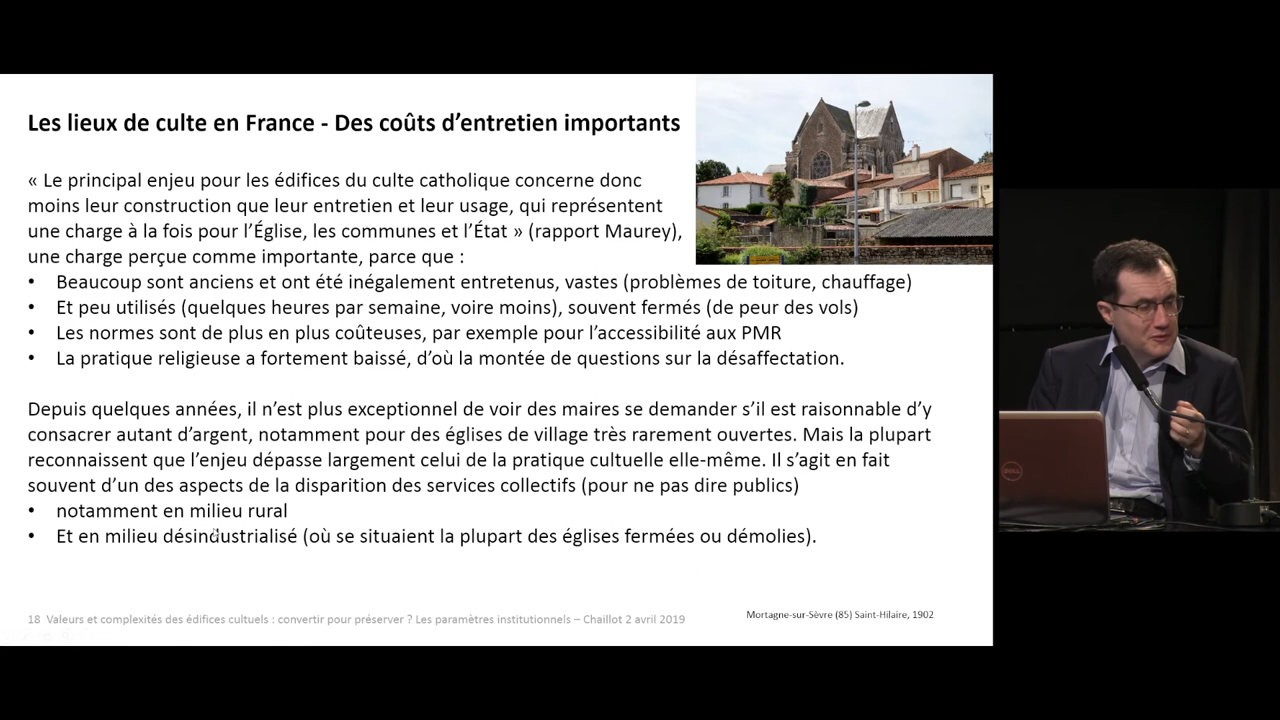 Les lieux de culte en France - Des coûts d’entretien importants
« Le principal enjeu pour les édifices du culte catholique concerne donc
moins leur construction que leur entretien et leur usage, qui représentent
une charge à la fois pour l’Église, les communes et l’État » (rapport Maurey),
une charge perçue comme importante, parce que :
• Beaucoup sont anciens et ont été inégalement entretenus, vastes (problèmes de toiture, chauffage)
• Et peu utilisés (quelques heures par semaine, voire moins), souvent fermés (de peur des vols)
• Les normes sont de plus en plus coûteuses, par exemple pour l’accessibilité aux PMR
• La pratique religieuse a fortement baissé, d’où la montée de questions sur la désaffectation.
Depuis quelques années, il n’est plus exceptionnel de voir des maires se demander s’il est raisonnable d’y
consacrer autant d’argent, notamment pour des églises de village très rarement ouvertes. Mais la plupart
reconnaissent que l’enjeu dépasse largement celui de la pratique cultuelle elle-même. Il s’agit en fait
souvent d’un des aspects de la disparition des services collectifs (pour ne pas dire publics)
• notamment en milieu rural
• Et en milieu désindustrialisé (où se situaient la plupart des églises fermées ou démolies).
18 Valeurs et complexités des édifices cultuels : convertir pour préserver ? Les paramètres institutionnels – Chaillot 2 avril 2019
Mortagne-sur-Sèvre (85) Saint-Hilaire, 1902
DELL